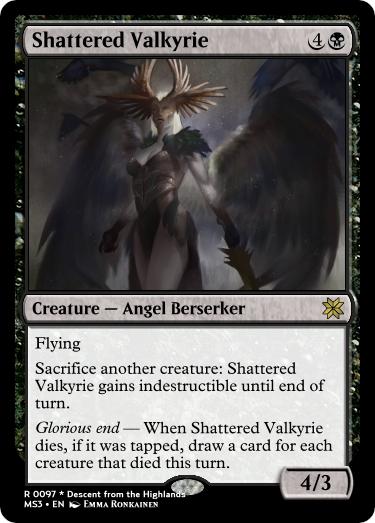 Shattered Valkyrie 4
Creature — Angel Berserker
Flying
Sacrifice another creature: Shattered
Valkyrie gains indestructible until end of
turn.
Glorious end — When Shattered Valkyrie
dies, if it was tapped, draw a card for each
creature that died this turn.
4/3
R 0097 * Descent from the Highlands
MS3 • EN Emma Ronkainen